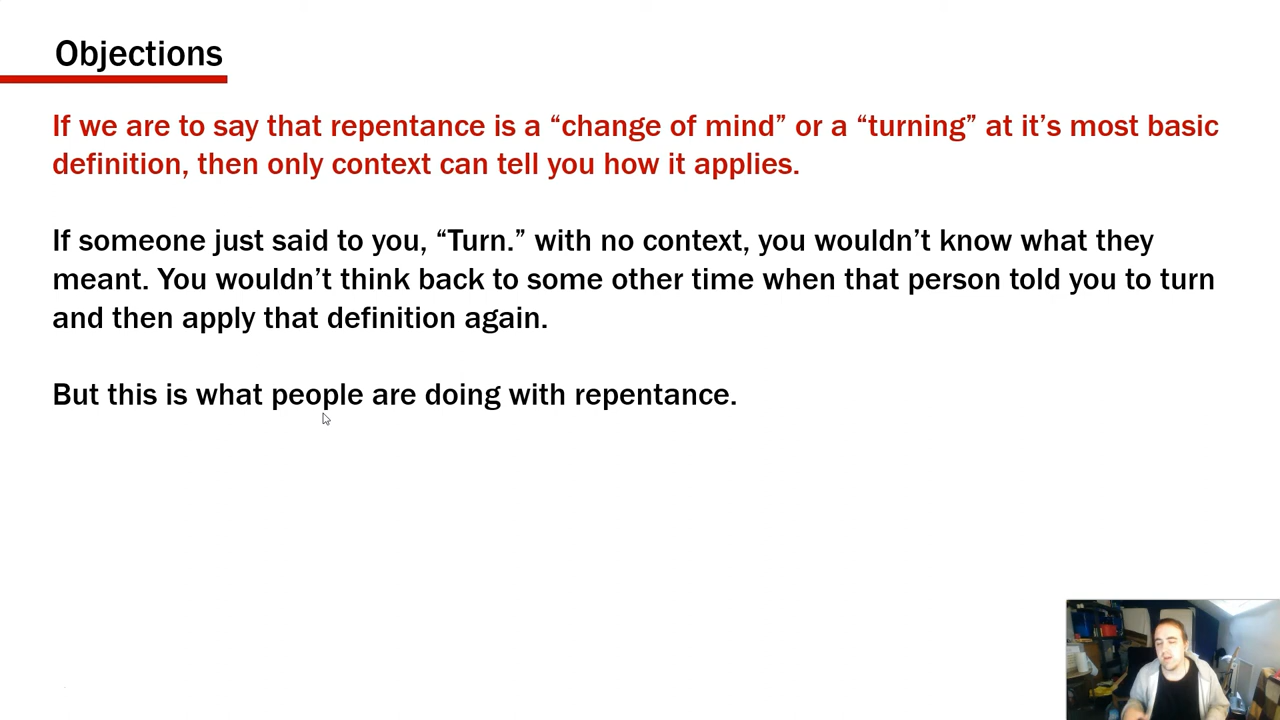 Objections
If we are to say that repentance is a “change of mind” or a “turning” at it’s most basic
definition, then only context can tell you how it applies.
If someone just said to you, “Turn.” with no context, you wouldn’t know what they
meant. You wouldn’t think back to some other time when that person told you to turn
and then apply that definition again.
But this is what people are doing with repentance.